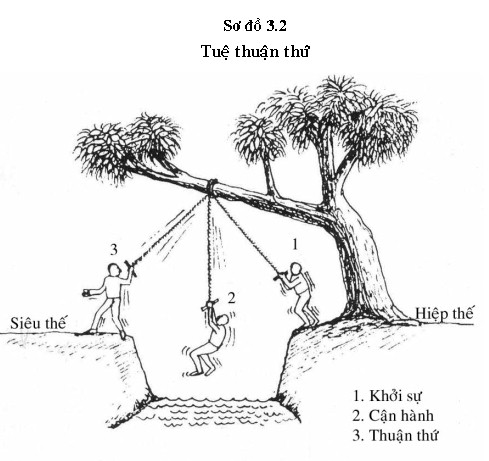 Sơ đồ 3.2
Tuệ thuận thứ
3
1
2
Siêu thế
Hiệp thế
1. Khởi sự
2. Cận hành
3. Thuận thứ